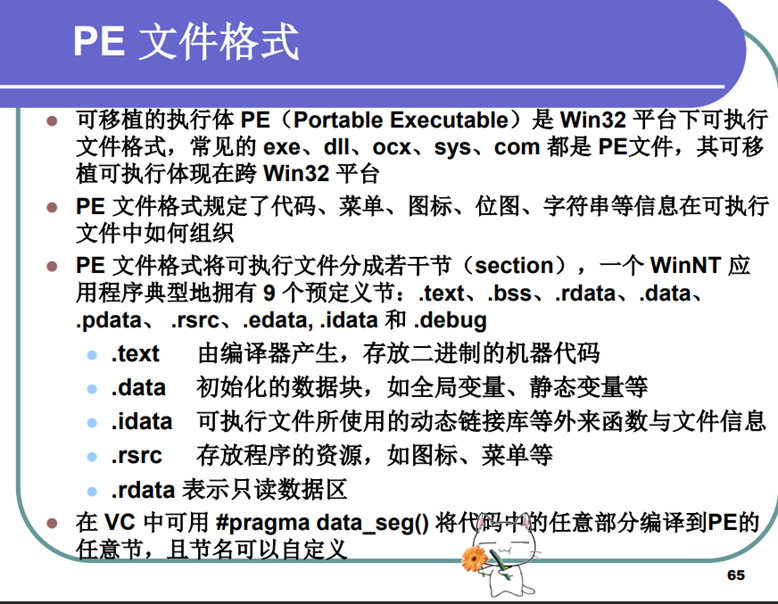 PE 文件格式
可移植的执行体 PE（Portable Executable）是 Win32 平台下可执行
文件格式，常见的 exe、dll、ocx、sys、com 都是 PE文件，其可移
植可执行体现在跨 Win32 平台
PE 文件格式规定了代码、菜单、图标、位图、字符串等信息在可执行
文件中如何组织
PE 文件格式将可执行文件分成若干节（section），一个 WinNT 应
用程序典型地拥有 9 个预定义节：.text、.bss、.rdata、.data、
.pdata、 .rsrc、.edata, .idata 和 .debug
.text 由编译器产生，存放二进制的机器代码
.data 初始化的数据块，如全局变量、静态变量等
.idata 可执行文件所使用的动态链接库等外来函数与文件信息
.rsrc 存放程序的资源，如图标、菜单等
.rdata 表示只读数据区
在 VC 中可用 #pragma data_seg() 将代码中的任意部分编译到PE的
任意节，且节名可以自定义
65